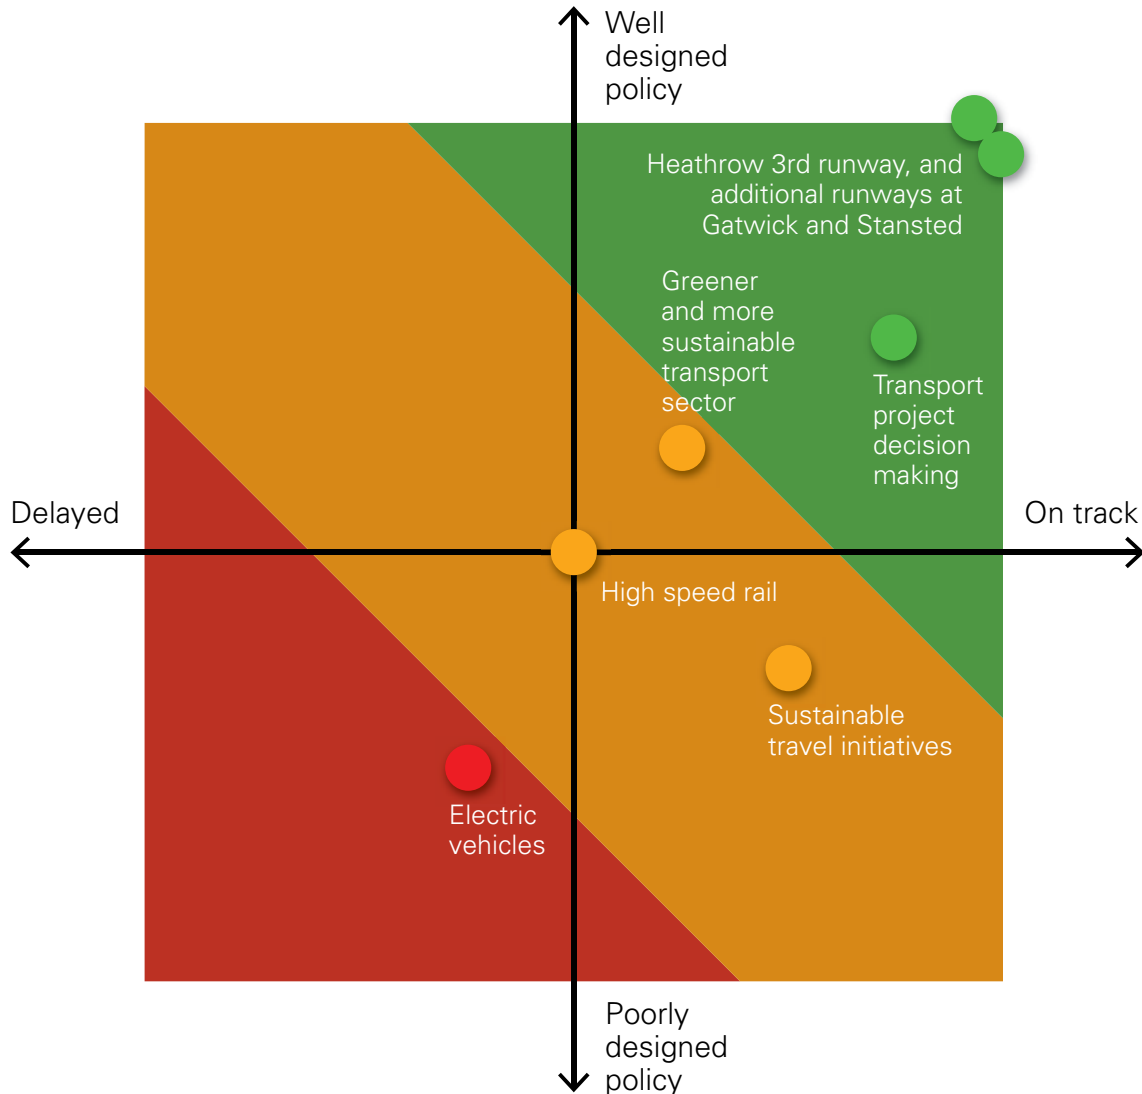 Well
designed
policy
Heathrow 3rd runway, and
additional runways at
Gatwick and Stansted
Greener
and more
sustainable
transport
sector
Transport
project
decision
making
Delayed
On track
High speed rail
Sustainable
travel initiatives
Electric
vehicles
Poorly
designed
policy